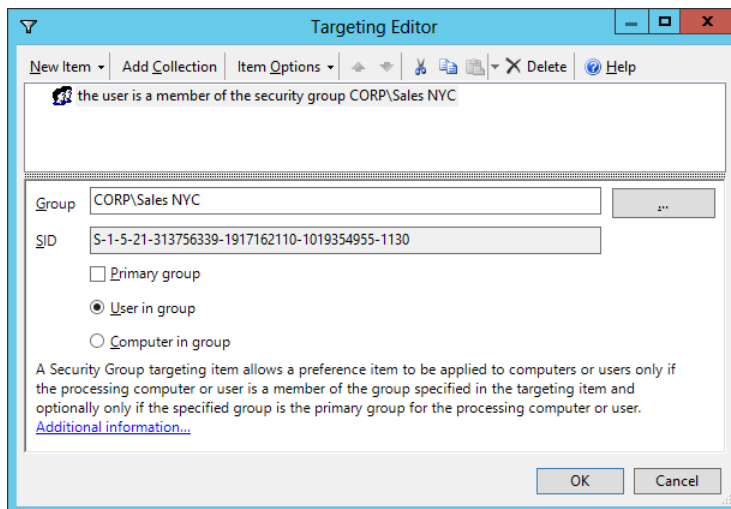 Targeting Editor
New Item Add Collection Item Options Delete Help
the user is a member of the security group CORP\Sales NYC
Group CORP\Sales NYC ...
SID S-1-5-21-313756339-1917162110-1019354955-1130
Primary group
User in group
Computer in group
A Security Group targeting item allows a preference item to be applied to computers or users only if
the processing computer or user is a member of the group specified in the targeting item and
optionally only if the specified group is the primary group for the processing computer or user.
Additional information...
OK Cancel